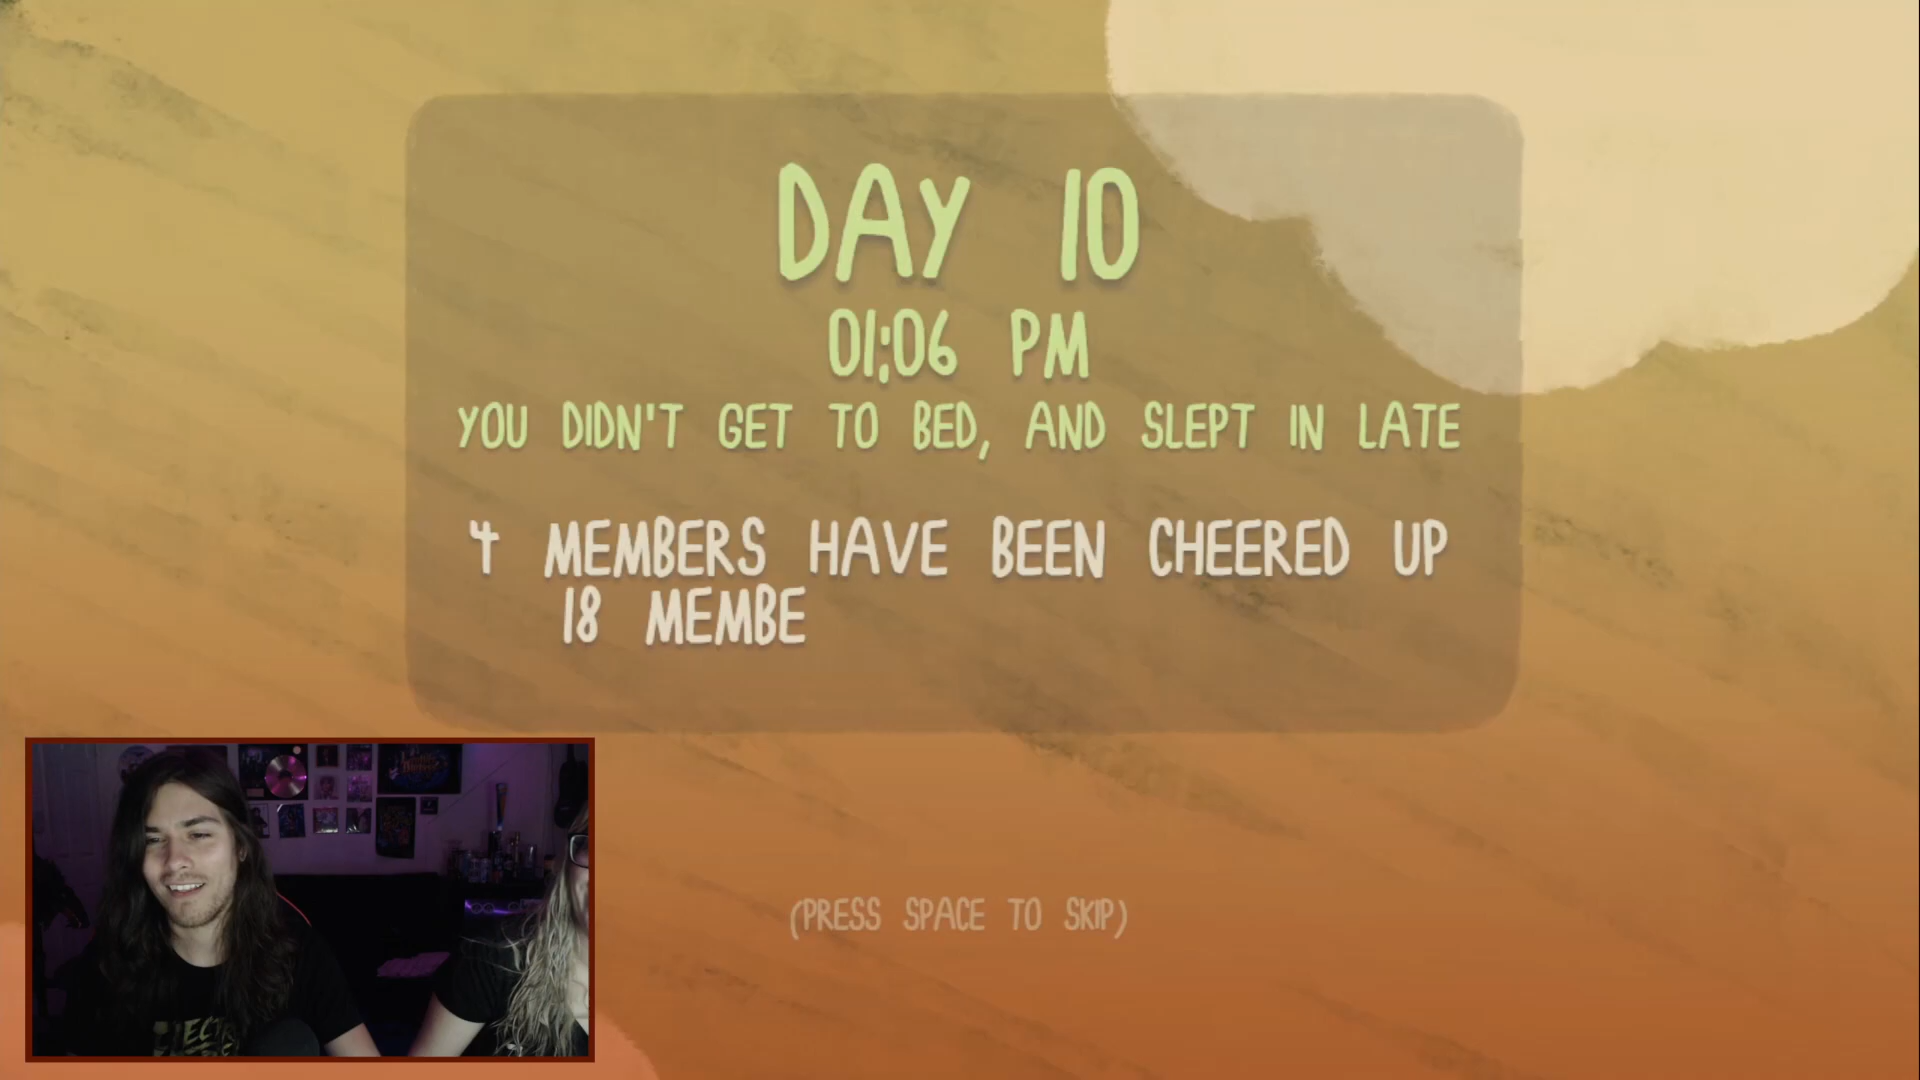 DAY 10
01:06 PM
YOU DIDN'T GET TO BED, AND SLEPT IN LATE
4 MEMBERS HAVE BEEN CHEERED UP
18 MEMBE
(PRESS SPACE TO SKIP)